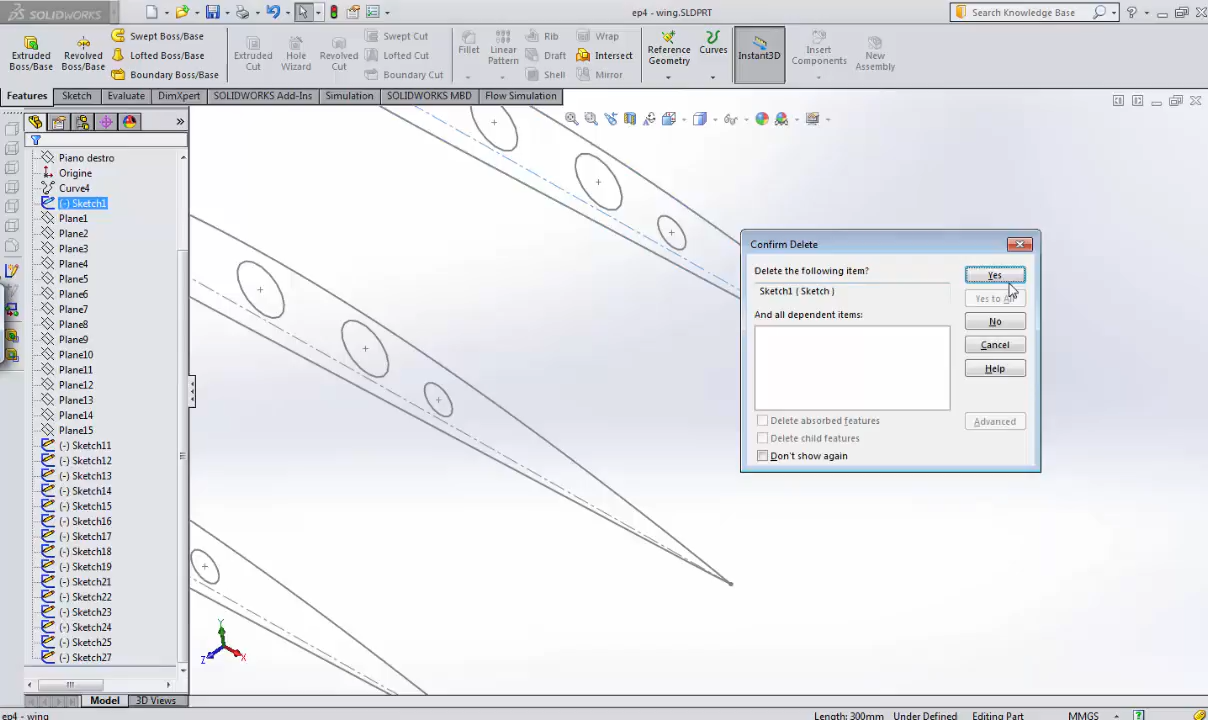 SOLIDWORKS
ep4 - wing.SLDPRT
Search Knowledge Base
?
Extruded Boss/Base
Revolved Boss/Base
Swept Boss/Base
Lofted Boss/Base
Boundary Boss/Base
Extruded Cut
Hole Wizard
Revolved Cut
Swept Cut
Lofted Cut
Boundary Cut
Fillet
Linear Pattern
Rib
Draft
Shell
Wrap
Intersect
Mirror
Reference Geometry
Curves
Instant3D
Insert Components
New Assembly
Features
Sketch
Evaluate
DimXpert
SOLIDWORKS Add-Ins
Simulation
SOLIDWORKS MBD
Flow Simulation
Piano destro
Origine
Curve4
(-) Sketch1
Plane1
Plane2
Plane3
Plane4
Plane5
Plane6
Plane7
Plane8
Plane9
Plane10
Plane11
Plane12
Plane13
Plane14
Plane15
(-) Sketch11
(-) Sketch12
(-) Sketch13
(-) Sketch14
(-) Sketch15
(-) Sketch16
(-) Sketch17
(-) Sketch18
(-) Sketch19
(-) Sketch21
(-) Sketch22
(-) Sketch23
(-) Sketch24
(-) Sketch25
(-) Sketch27
Confirm Delete
Delete the following item?
Sketch1 ( Sketch )
And all dependent items:
Yes
Yes to
No
Cancel
Help
Advanced
Delete absorbed features
Delete child features
Don't show again
Y
Z
X
Model
3D Views
ep4 - wing
Length: 300mm
Under Defined
Editing Part
MMGS
?